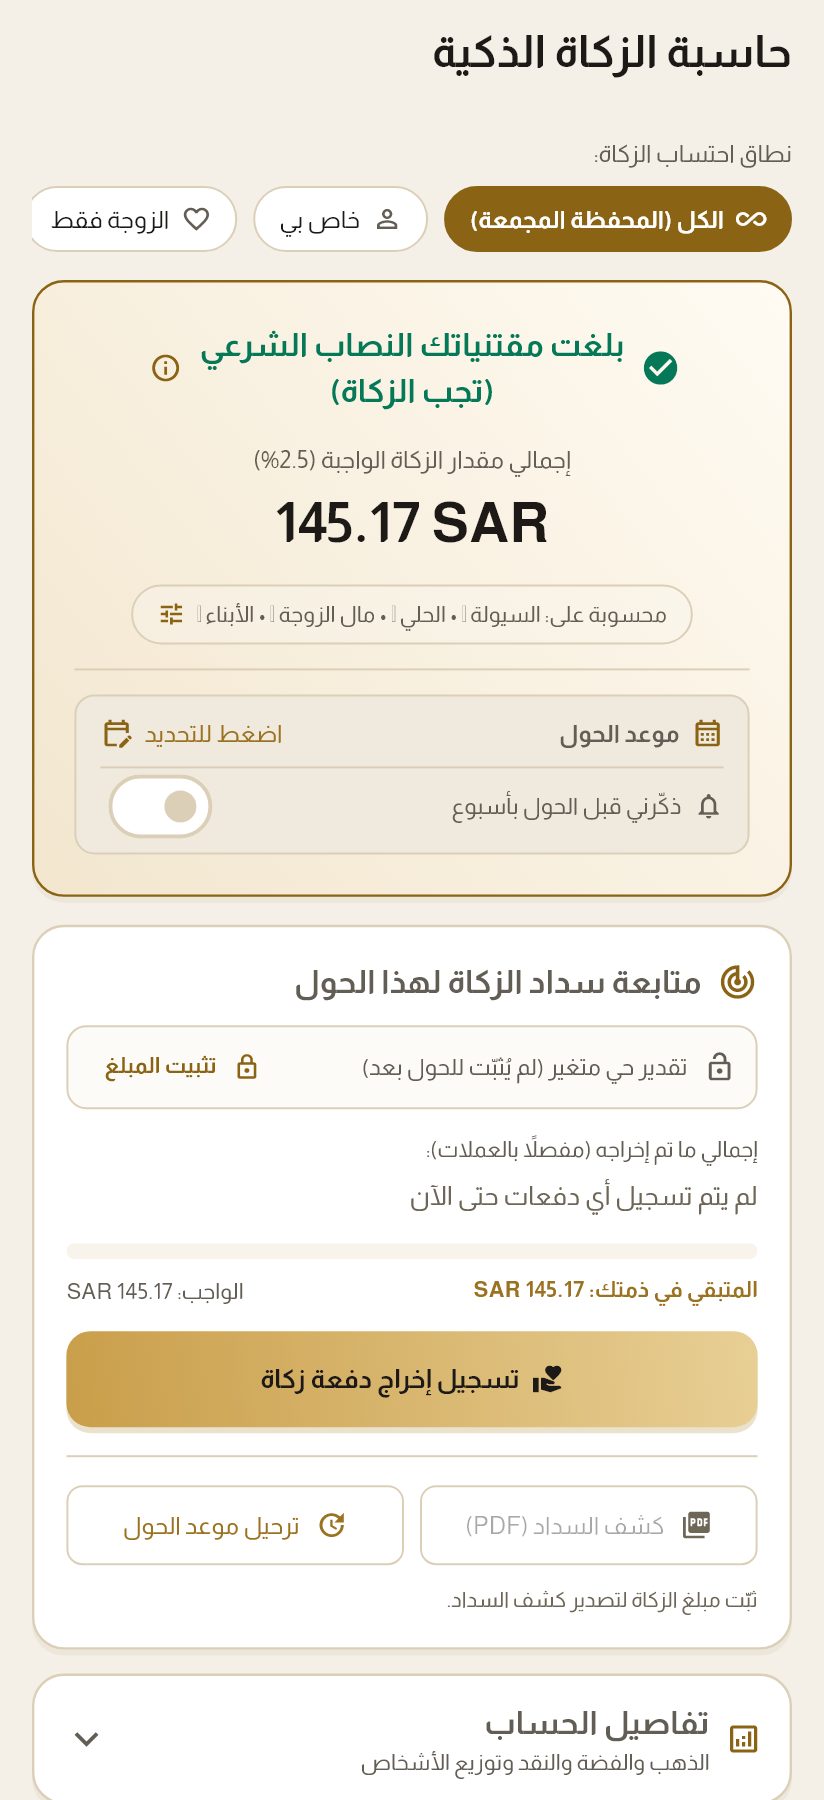 حاسبة الزكاة الذكية
نطاق احتساب الزكاة:
الكل (المحفظة المجمعة)
خاص بي
الزوجة فقط
بلغت مقتنياتك النصاب الشرعي
(تجب الزكاة)
إجمالي مقدار الزكاة الواجبة (2.5%)
145.17 SAR
محسوبة على: السيولة • الحلي • مال الزوجة • الأبناء
موعد الحول
اضغط للتحديد
ذكّرني قبل الحول بأسبوع
متابعة سداد الزكاة لهذا الحول
تقدير حي متغير (لم يُثبّت للحول بعد)
تثبيت المبلغ
إجمالي ما تم إخراجه (مفصلاً بالعملات):
لم يتم تسجيل أي دفعات حتى الآن
المتبقي في ذمتك: 145.17 SAR
الواجب: 145.17 SAR
تسجيل إخراج دفعة زكاة
كشف السداد (PDF)
ترحيل موعد الحول
ثبّت مبلغ الزكاة لتصدير كشف السداد.
تفاصيل الحساب
الذهب والفضة والنقد وتوزيع الأشخاص